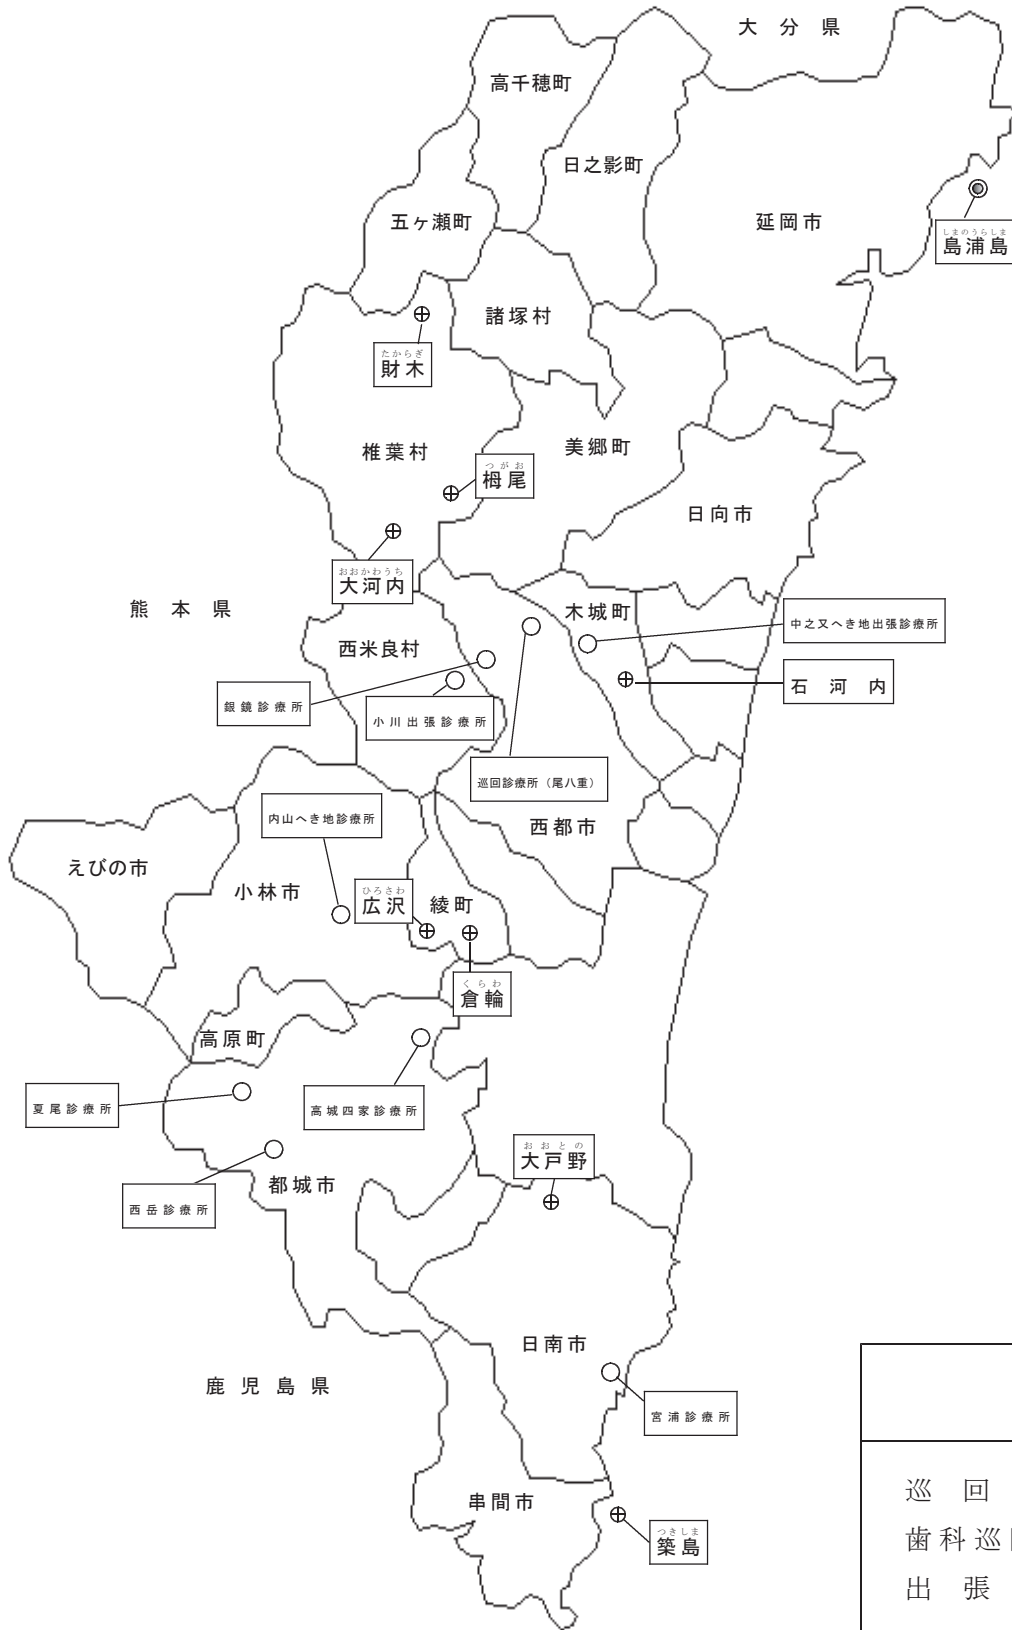 大分県
高千穂町
日之影町
しまのうらしま
島浦島
五ヶ瀬町
延岡市
諸塚村
たからぎ
財木
椎葉村
美郷町
つがお
栂尾
日向市
おおかわうち
大河内
熊本県
木城町
中之又へき地出張診療所
西米良村
石河内
銀鏡診療所
小川出張診療所
巡回診療所（尾八重）
内山へき地診療所
西都市
えびの市
小林市
ひろさわ
広沢
綾町
くらわ
倉輪
高原町
夏尾診療所
高城四家診療所
おおとの
大戸野
都城市
西岳診療所
日南市
鹿児島県
宮浦診療所
串間市
つきしま
築島
巡回
歯科巡
出張